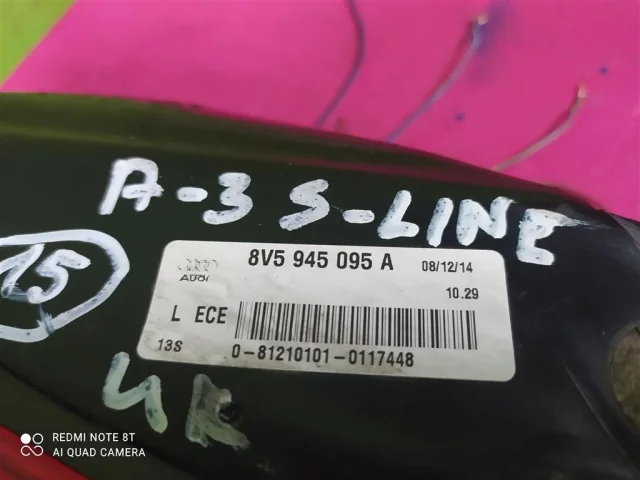 A-3 S-LINE
15
8V5 945 095 A
08/12/14
AUDI
10.29
L ECE
13S
0-81210101-0117448
UK
REDMI NOTE 8T
AI QUAD CAMERA